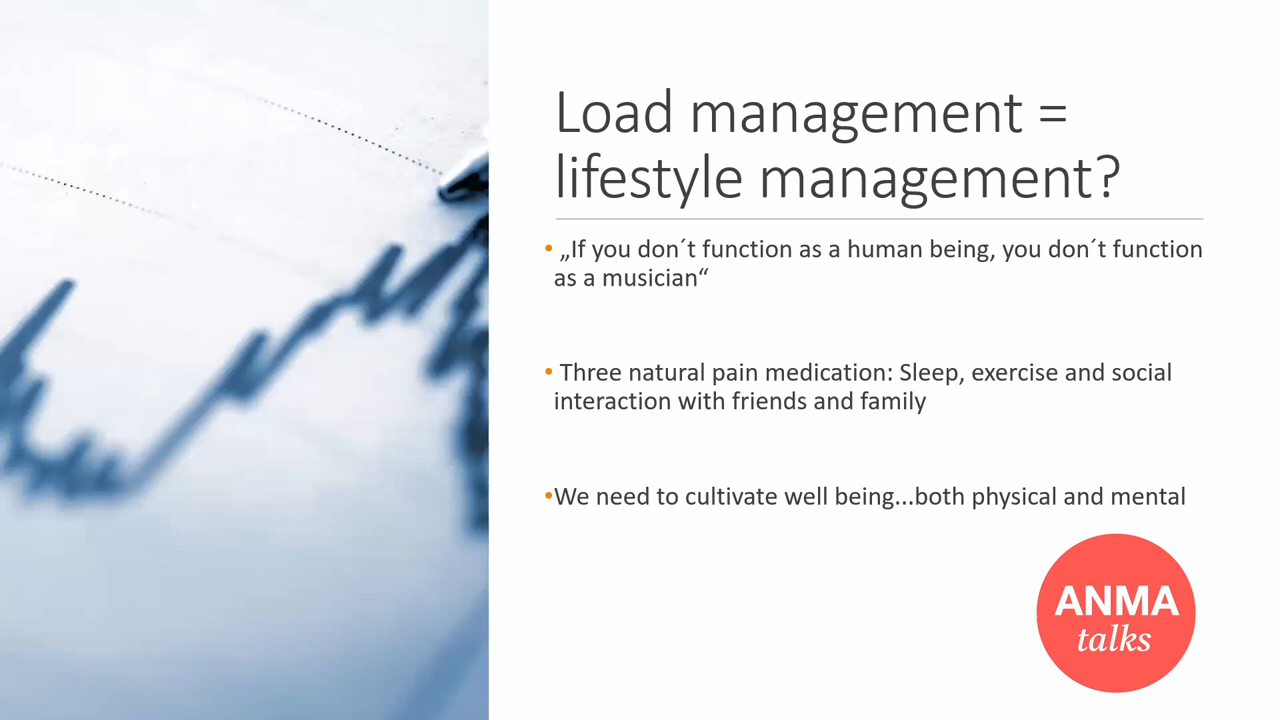 Load management =
lifestyle management?
• „If you don´t function as a human being, you don´t function
as a musician“
• Three natural pain medication: Sleep, exercise and social
interaction with friends and family
•We need to cultivate well being...both physical and mental
ANMA
talks